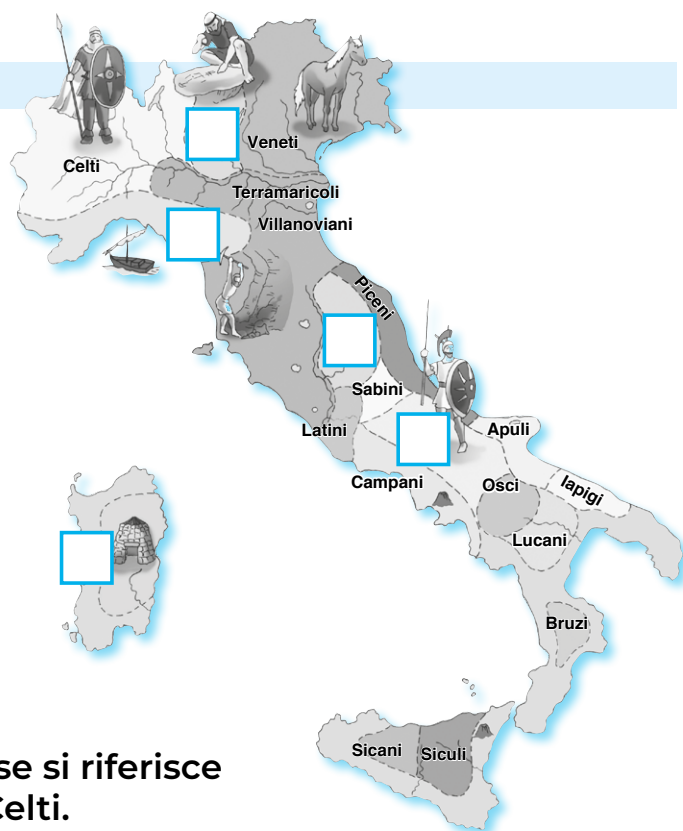 Celti
Veneti
Terramaricoli
Villanoviani
Piceni
Sabini
Latini
Campani
Apuli
Osci
Iapigi
Lucani
Bruzi
Sicani
Siculi
se si riferisce
Celti.